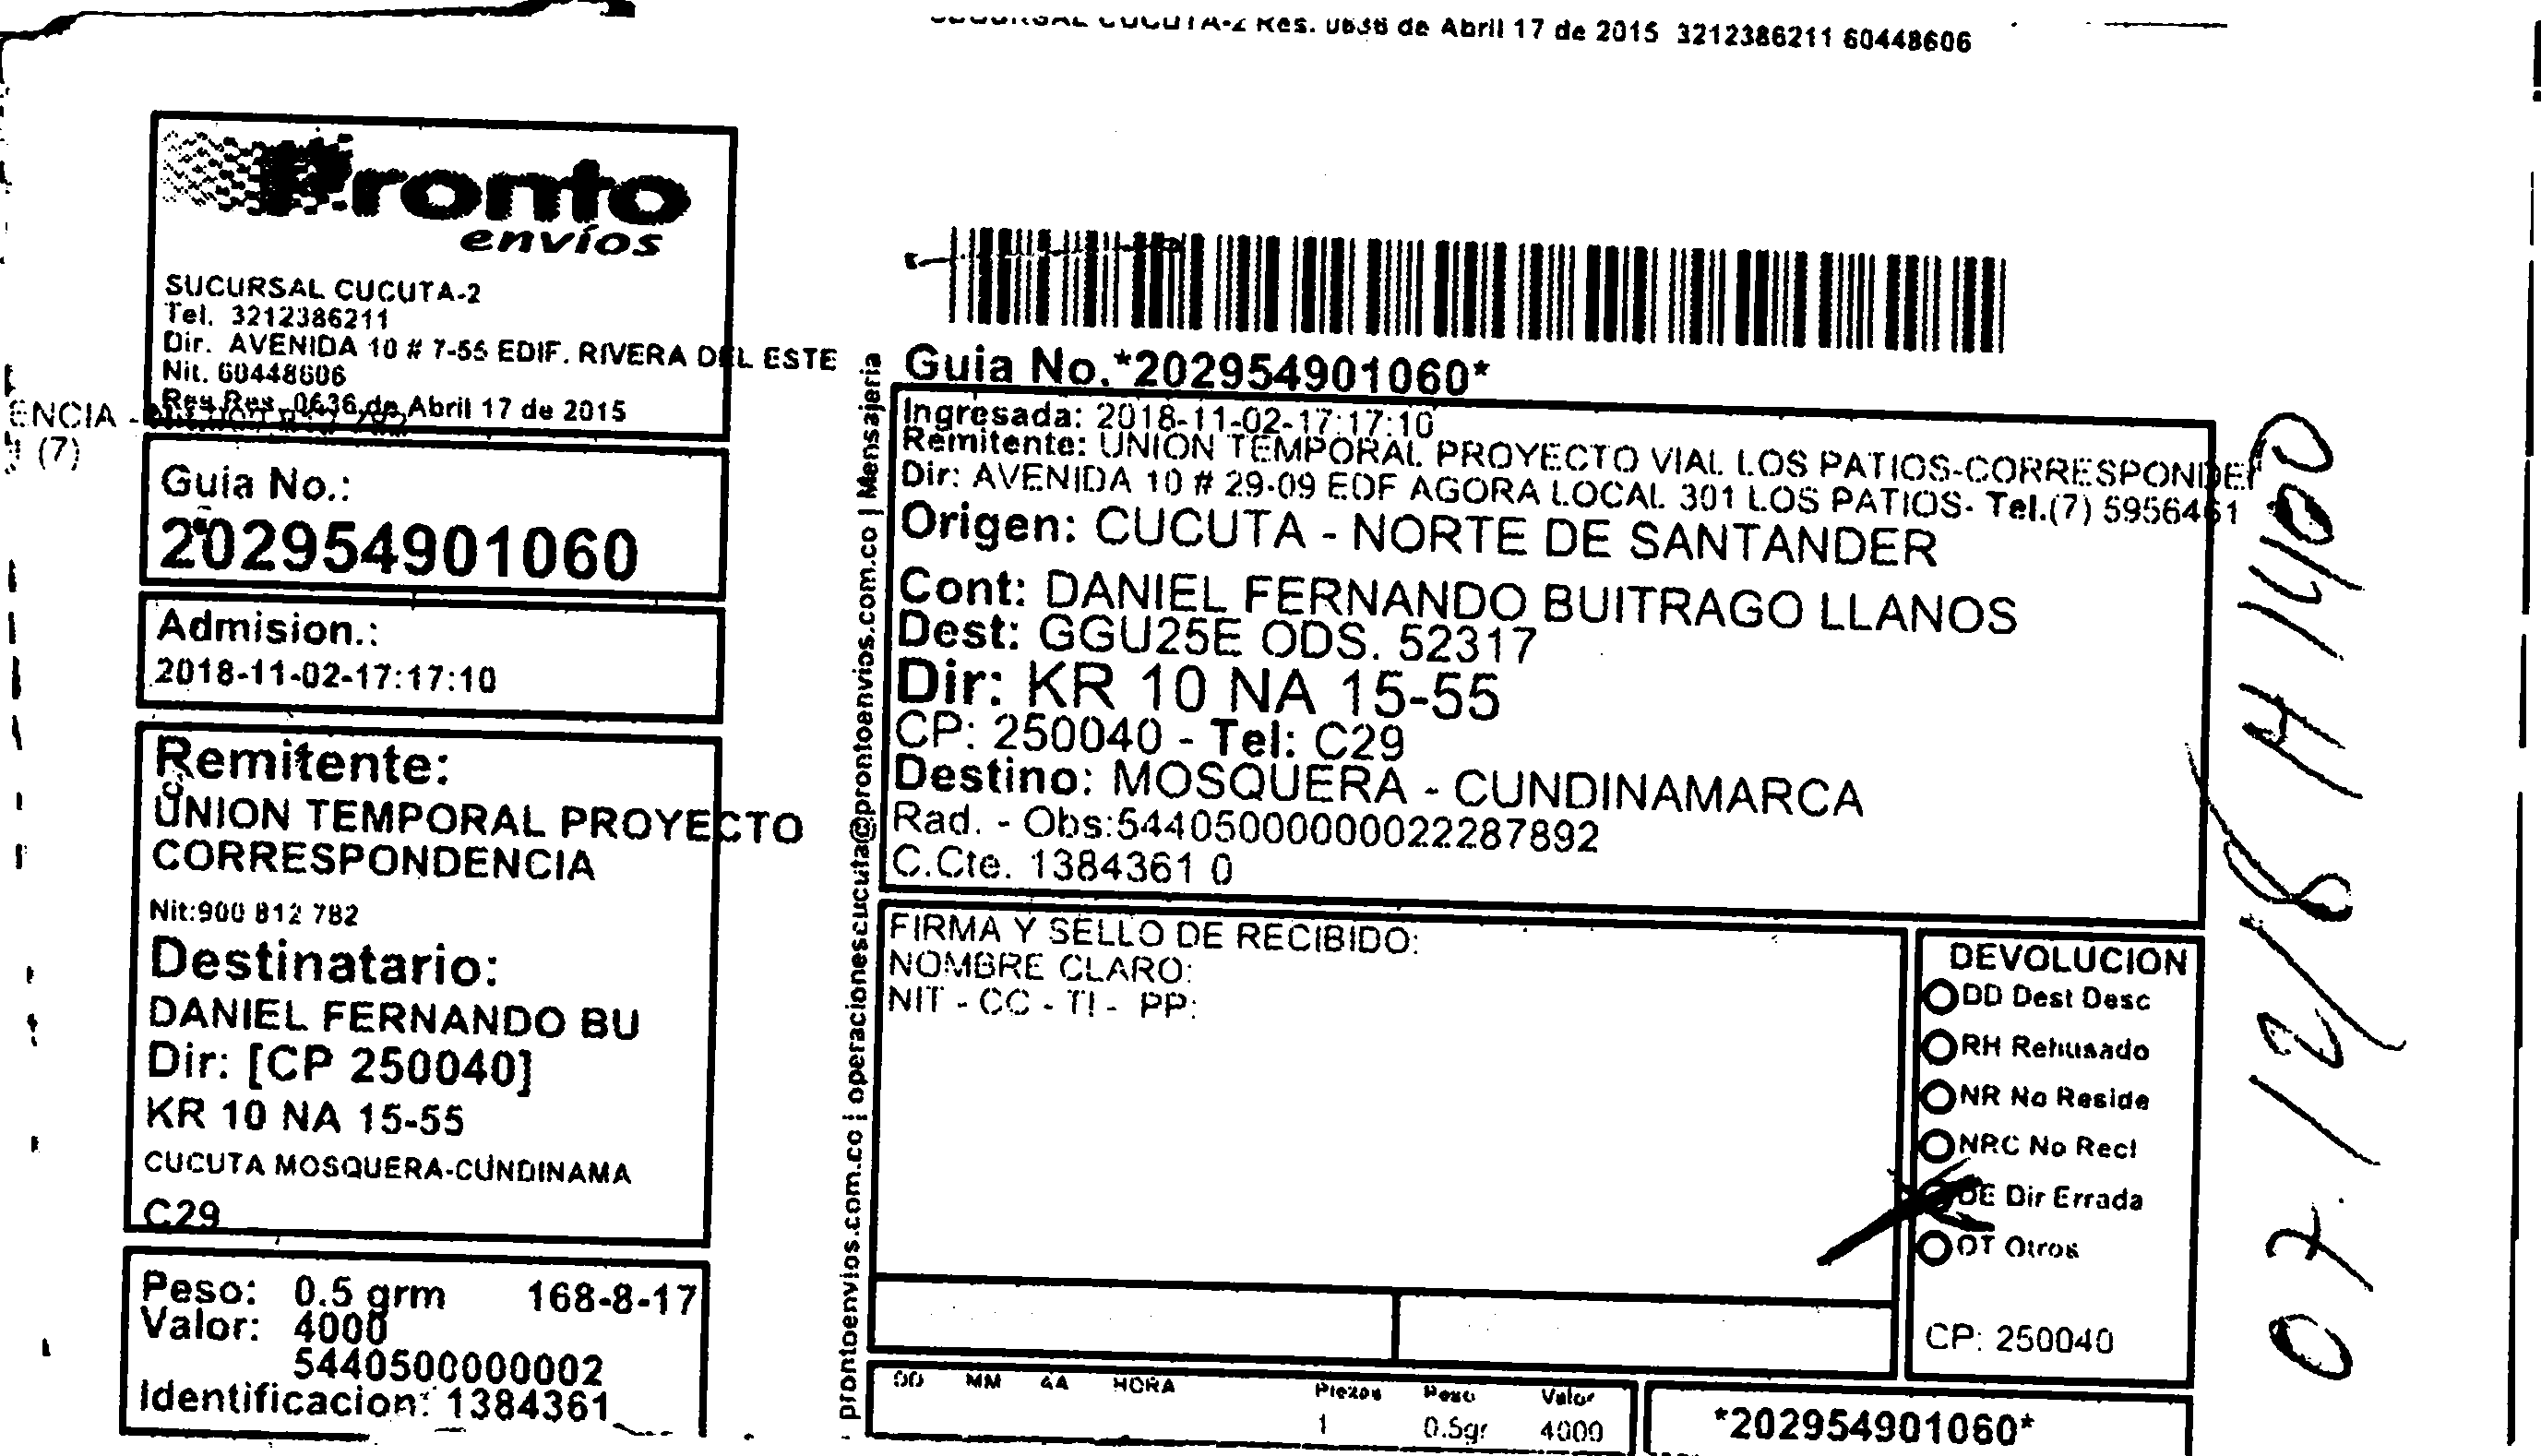 Res. 0636 de Abril 17 de 2015 3212386211 60448606
Pronto
envíos
SUCURSAL CUCUTA-2
Tel. 3212386211
Dir. AVENIDA 10 # 7-55 EDIF. RIVERA DEL ESTE
Nit. 60448606
Res. 0636 de Abril 17 de 2015
ENCIA -
(7)
Guia No.:
202954901060
Admision.:
2018-11-02-17:17:10
Remitente:
UNION TEMPORAL PROYECTO
CORRESPONDENCIA
Nit:900 812 782
Destinatario:
DANIEL FERNANDO BU
Dir: [CP 250040]
KR 10 NA 15-55
CUCUTA MOSQUERA-CUNDINAMA
C29
Peso: 0.5 grm 168-8-17
Valor: 4000
5440500000002
Identificacion: 1384361
prontoenvios.com.co | operacionescucuta@prontoenvios.com.co | Mensajeria
Guia No.*202954901060*
Ingresada: 2018-11-02-17:17:10
Remitente: UNION TEMPORAL PROYECTO VIAL LOS PATIOS-CORRESPONDEN
Dir: AVENIDA 10 # 29-09 EDF AGORA LOCAL 301 LOS PATIOS- Tel.(7) 5956461
Origen: CUCUTA - NORTE DE SANTANDER
Cont: DANIEL FERNANDO BUITRAGO LLANOS
Dest: GGU25E ODS. 52317
Dir: KR 10 NA 15-55
CP: 250040 - Tel: C29
Destino: MOSQUERA - CUNDINAMARCA
Rad. - Obs:544050000000022287892
C.Cte. 1384361 0
FIRMA Y SELLO DE RECIBIDO:
NOMBRE CLARO:
NIT - CC - TI - PP:
DEVOLUCION
DD Dest Desc
RH Rehusado
NR No Reside
NRC No Recl
DE Dir Errada
OT Otros
CP: 250040
DD MM AA HORA Piezas Peso Valor
1 0.5gr 4000
*202954901060*
07/12/18 H 1400